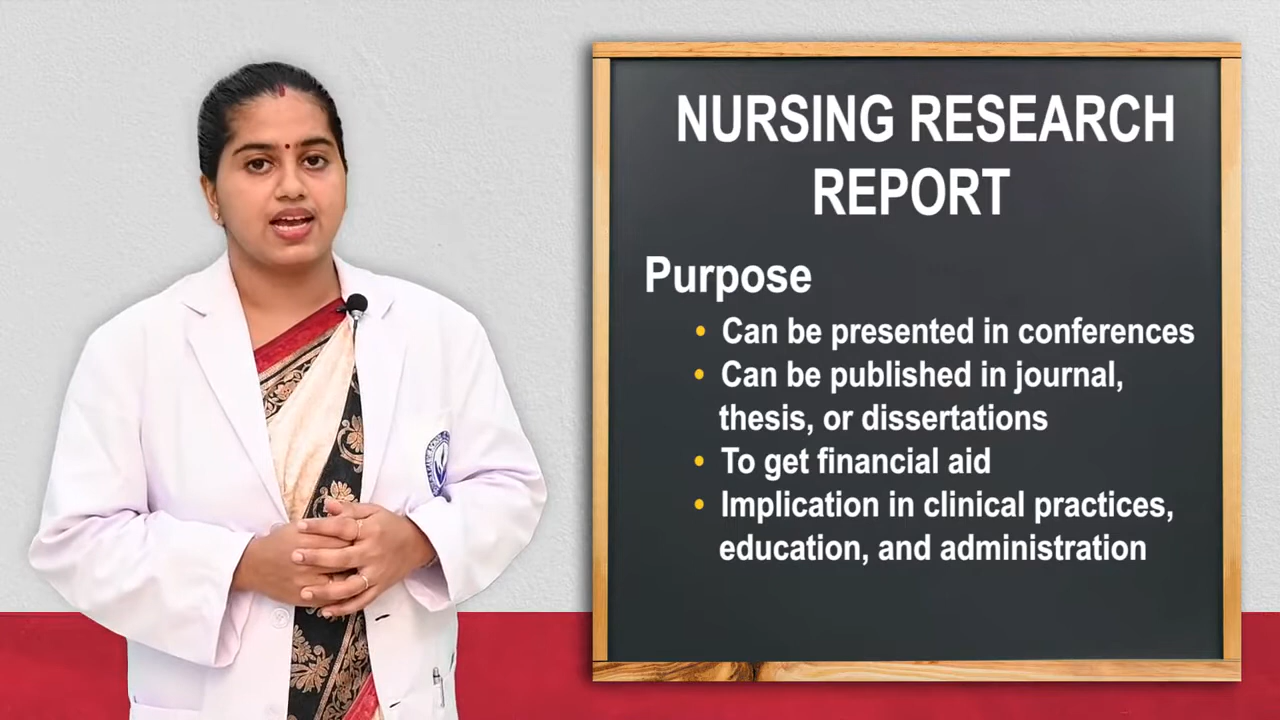 NURSING RESEARCH
REPORT
Purpose
• Can be presented in conferences
• Can be published in journal,
thesis, or dissertations
• To get financial aid
• Implication in clinical practices,
education, and administration